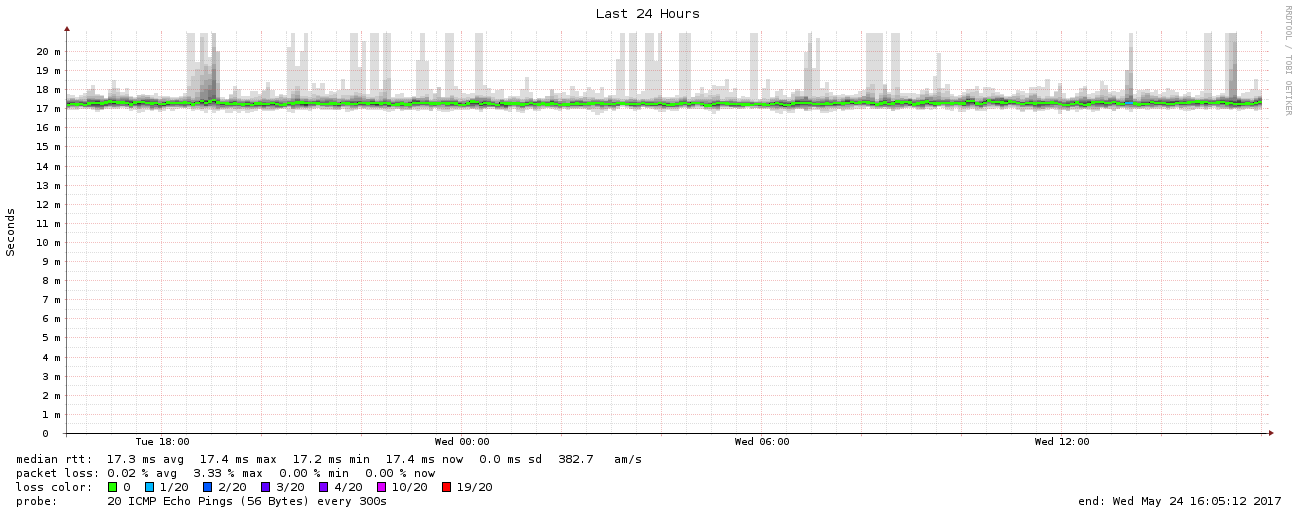 Last 24 Hours
RRDTOOL / TOBI OETIKER
Seconds
20 m
19 m
18 m
17 m
16 m
15 m
14 m
13 m
12 m
11 m
10 m
9 m
8 m
7 m
6 m
5 m
4 m
3 m
2 m
1 m
0
Tue 18:00 Wed 00:00 Wed 06:00 Wed 12:00
median rtt: 17.3 ms avg 17.4 ms max 17.2 ms min 17.4 ms now 0.0 ms sd 382.7 am/s
packet loss: 0.02 % avg 3.33 % max 0.00 % min 0.00 % now
loss color: 0 1/20 2/20 3/20 4/20 10/20 19/20
probe: 20 ICMP Echo Pings (56 Bytes) every 300s end: Wed May 24 16:05:12 2017